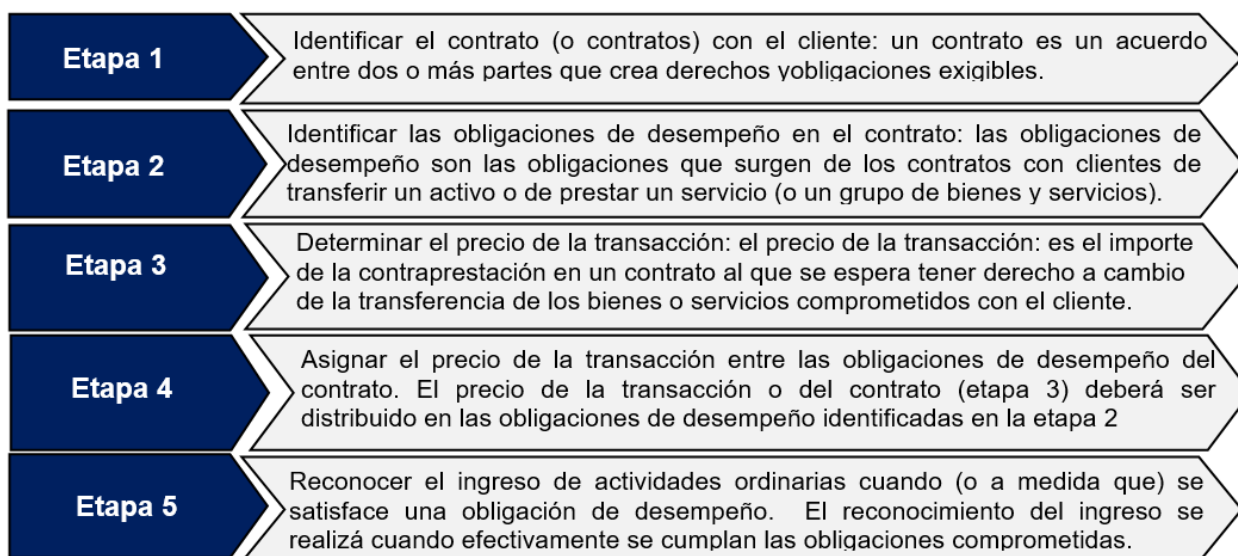 Etapa 1
Identificar el contrato (o contratos) con el cliente: un contrato es un acuerdo
entre dos o más partes que crea derechos yobligaciones exigibles.
Etapa 2
Identificar las obligaciones de desempeño en el contrato: las obligaciones de
desempeño son las obligaciones que surgen de los contratos con clientes de
transferir un activo o de prestar un servicio (o un grupo de bienes y servicios).
Etapa 3
Determinar el precio de la transacción: el precio de la transacción: es el importe
de la contraprestación en un contrato al que se espera tener derecho a cambio
de la transferencia de los bienes o servicios comprometidos con el cliente.
Etapa 4
Asignar el precio de la transacción entre las obligaciones de desempeño del
contrato. El precio de la transacción o del contrato (etapa 3) deberá ser
distribuido en las obligaciones de desempeño identificadas en la etapa 2
Etapa 5
Reconocer el ingreso de actividades ordinarias cuando (o a medida que) se
satisface una obligación de desempeño. El reconocimiento del ingreso se
realizá cuando efectivamente se cumplan las obligaciones comprometidas.